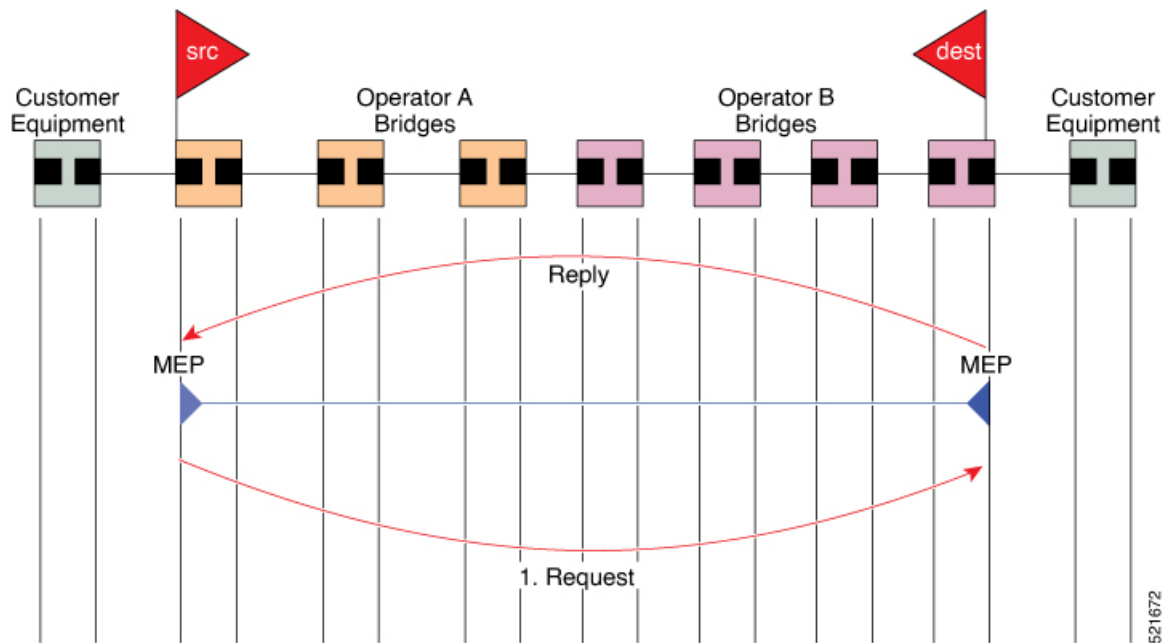 src
dest
Customer
Equipment
Operator A
Bridges
Operator B
Bridges
Customer
Equipment
Reply
MEP
MEP
1. Request
521672